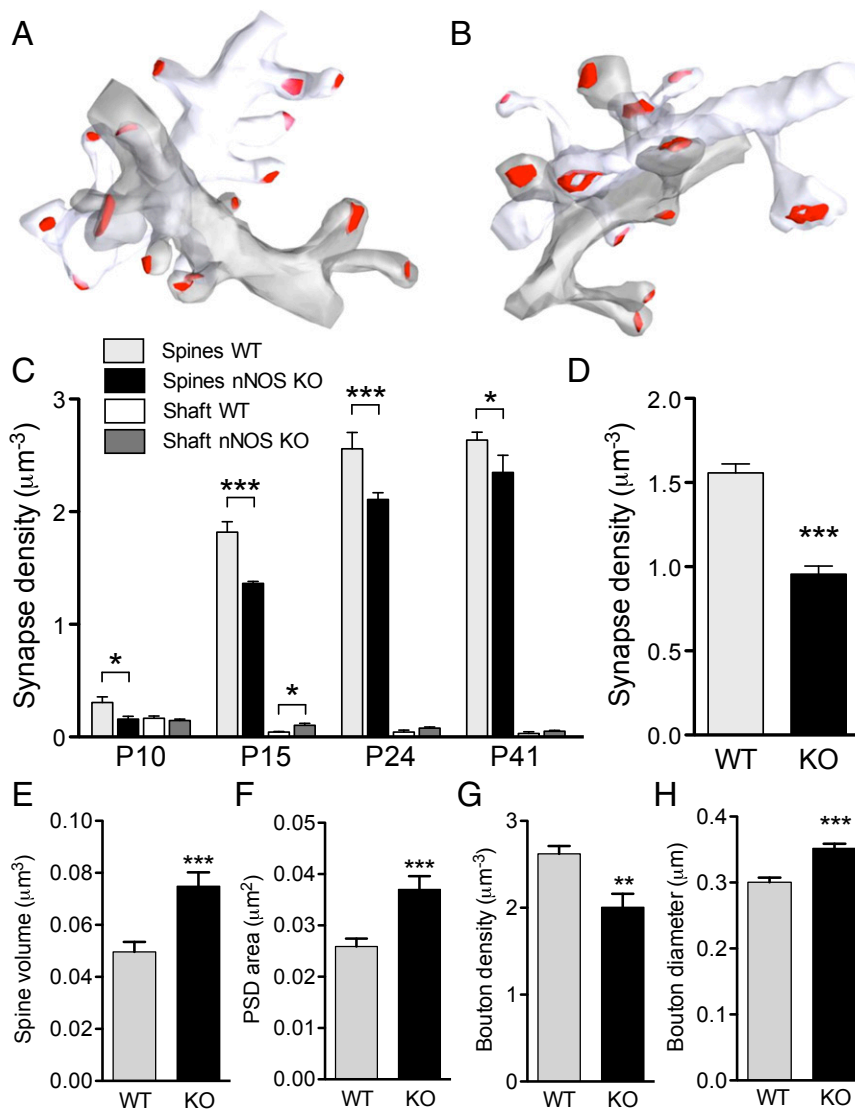 A
B
C
Spines WT
Spines nNOS KO
Shaft WT
Shaft nNOS KO
Synapse density (μm-3)
3
2
1
0
*
***
*
***
*
P10
P15
P24
P41
D
Synapse density (μm-3)
2.0
1.5
1.0
0.5
0.0
***
WT
KO
E
Spine volume (μm3)
0.10
0.08
0.06
0.04
0.02
0.00
***
WT
KO
F
PSD area (μm2)
0.05
0.04
0.03
0.02
0.01
0.00
***
WT
KO
G
Bouton density (μm-3)
3
2
1
0
**
WT
KO
H
Bouton diameter (μm)
0.4
0.3
0.2
0.1
0.0
***
WT
KO